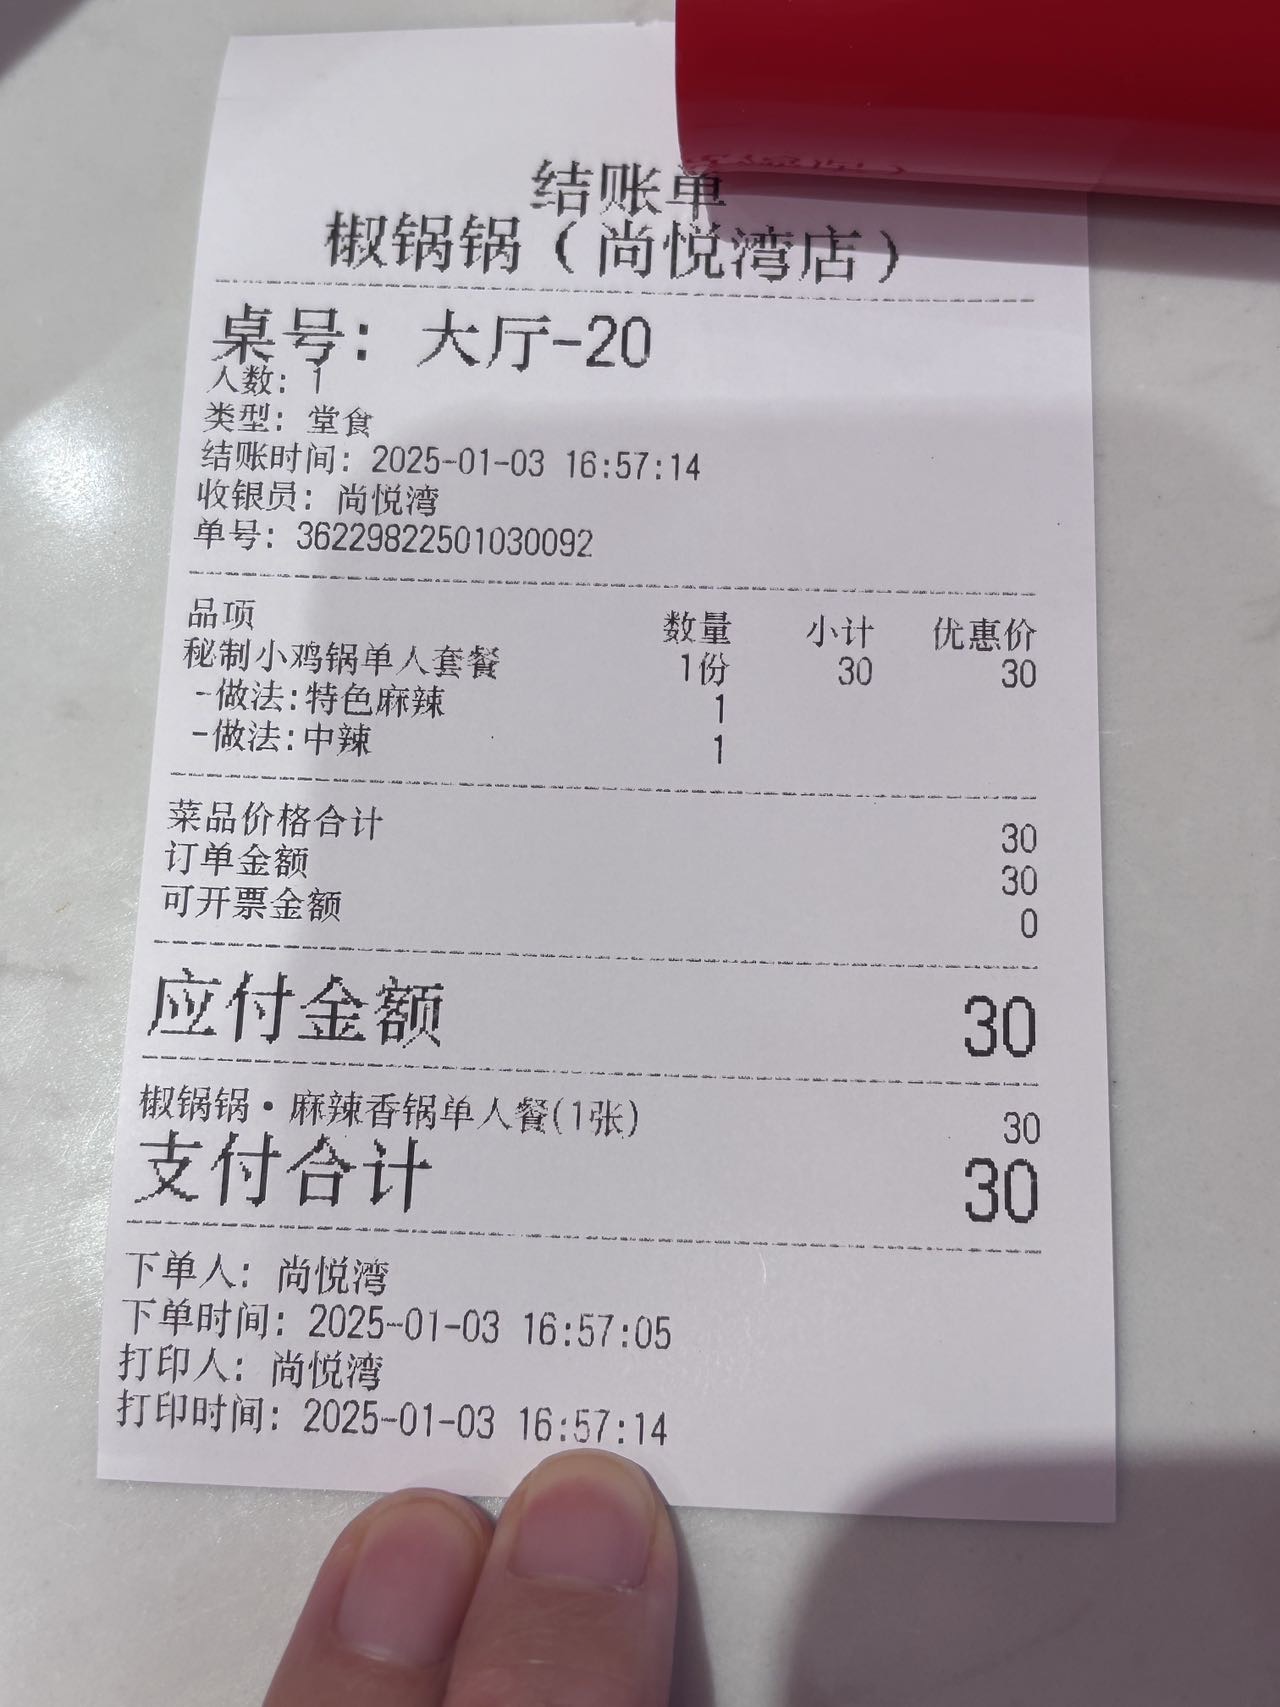 结账单
椒锅锅（尚悦湾店）
桌号：大厅-20
人数：1
类型：堂食
结账时间：2025-01-03 16:57:14
收银员：尚悦湾
单号：36229822501030092
品项 数量 小计 优惠价
秘制小鸡锅单人套餐 1份 30 30
-做法:特色麻辣 1
-做法:中辣 1
菜品价格合计 30
订单金额 30
可开票金额 0
应付金额 30
椒锅锅·麻辣香锅单人餐(1张) 30
支付合计 30
下单人：尚悦湾
下单时间：2025-01-03 16:57:05
打印人：尚悦湾
打印时间：2025-01-03 16:57:14